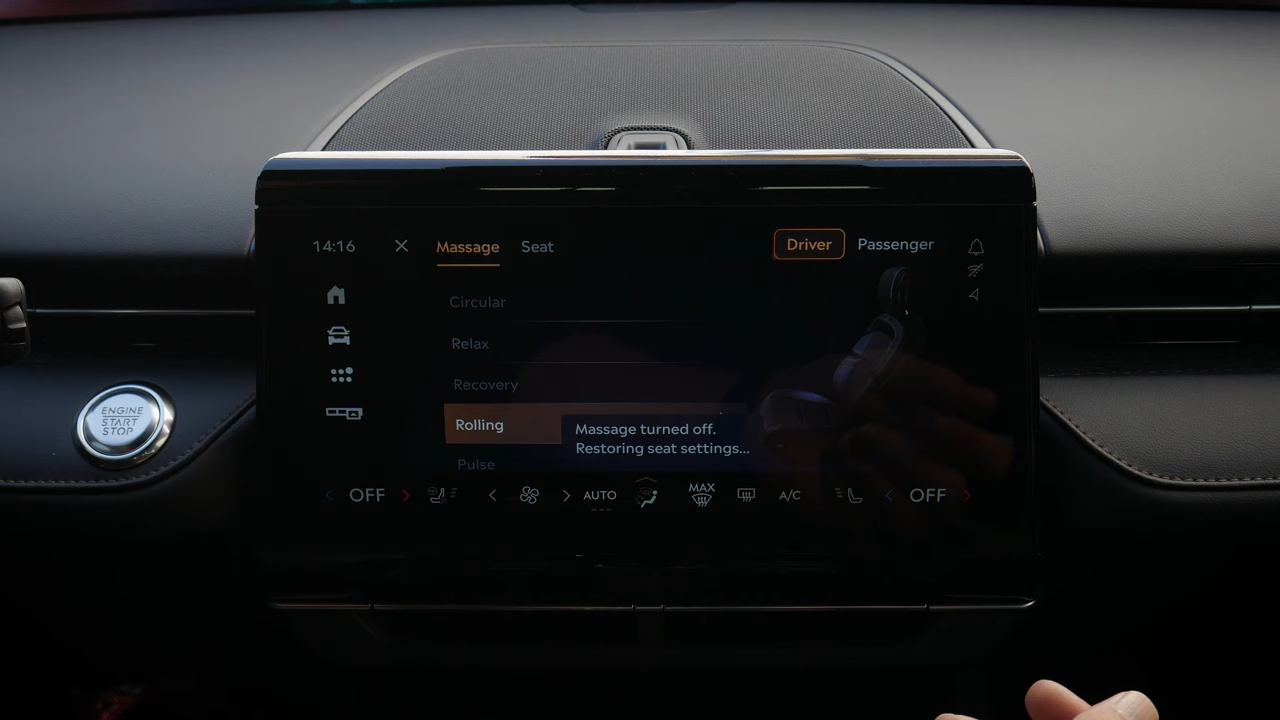 14:16
Massage
Seat
Driver
Passenger
Circular
Relax
Recovery
Rolling
Massage turned off.
Restoring seat settings...
Pulse
ENGINE
START
STOP
OFF
AUTO
MAX
A/C
OFF